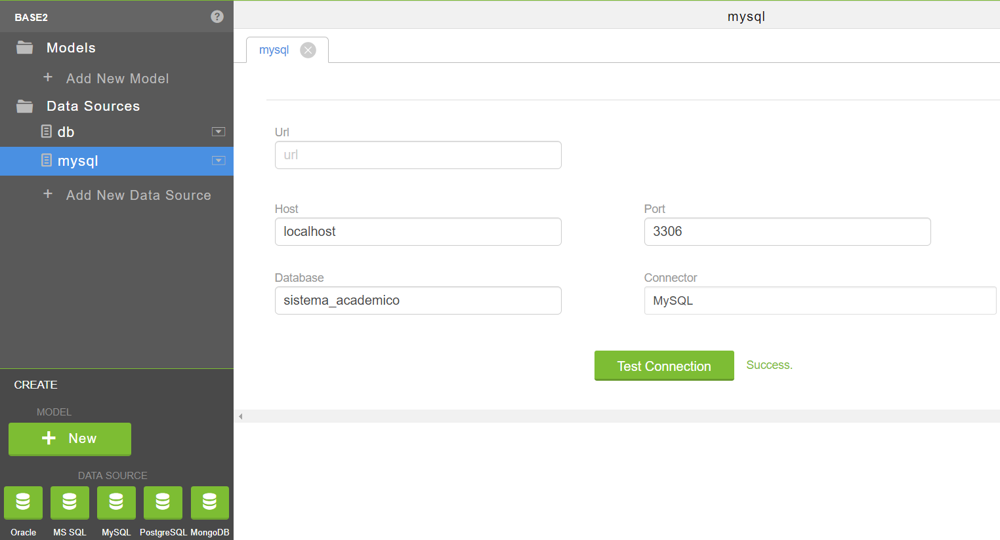 BASE2
?
Models
+ Add New Model
Data Sources
db
mysql
+ Add New Data Source
CREATE
MODEL
+ New
DATA SOURCE
Oracle
MS SQL
MySQL
PostgreSQL
MongoDB
mysql
mysql
Url
url
Host
localhost
Port
3306
Database
sistema_academico
Connector
MySQL
Test Connection
Success.